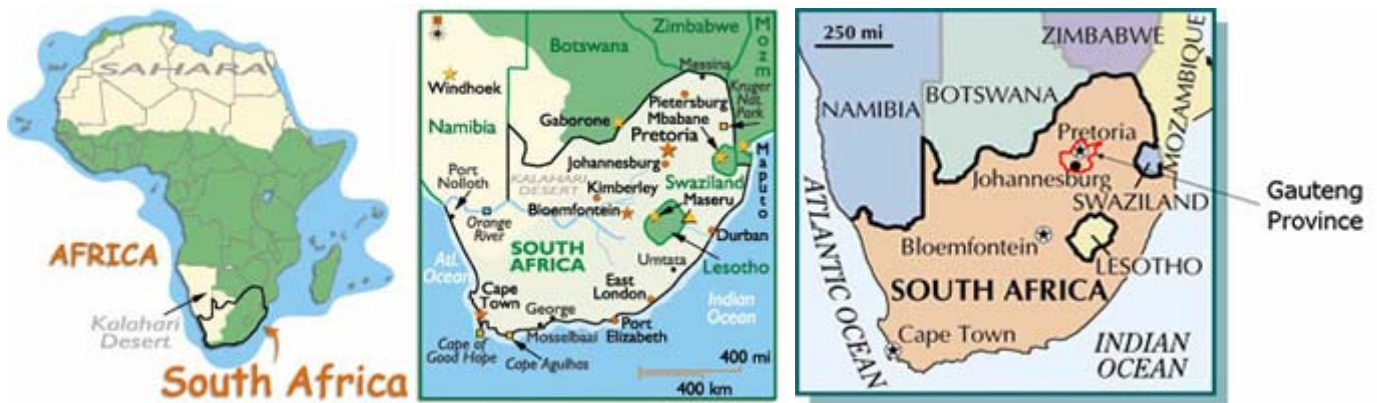 SAHARA
AFRICA
Kalahari
Desert
South Africa
Zimbabwe
Mozm
Botswana
Messina
Kruger
Nat.
Park
Windhoek
Pietersburg
Mbabane
Gaborone
Pretoria
Namibia
Johannesburg
Maputo
Port
Nolloth
KALAHARI
DESERT
Kimberley
Swaziland
Maseru
Orange
River
Bloemfontein
Durban
SOUTH
AFRICA
Umtata
Lesotho
Atl.
Ocean
East
London
Cape
Town
George
Indian
Ocean
Mosselbaai
Port
Elizabeth
Cape of
Good Hope
Cape Agulhas
400 mi
400 km
250 mi
ZIMBABWE
MOZAMBIQUE
NAMIBIA
BOTSWANA
Pretoria
Johannesburg
SWAZILAND
Gauteng
Province
ATLANTIC OCEAN
Bloemfontein
LESOTHO
SOUTH AFRICA
Cape Town
INDIAN
OCEAN